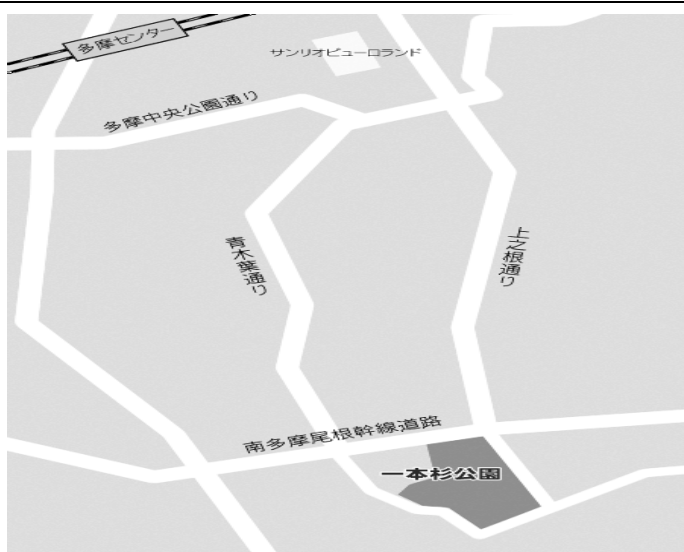 多摩センター
サンリオピューロランド
多摩中央公園通り
青木葉通り
上之根通り
南多摩尾根幹線道路
一本杉公園